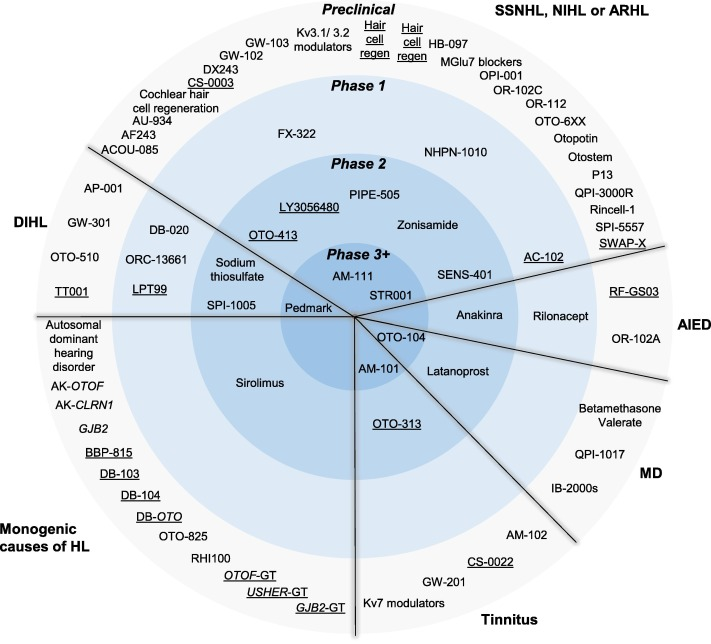 Preclinical
SSNHL, NIHL or ARHL
Kv3.1/ 3.2
modulators
Hair
cell
regen
Hair
cell
regen
GW-103
GW-102
DX243
CS-0003
Cochlear hair
cell regeneration
AU-934
AF243
ACOU-085
HB-097
MGlu7 blockers
OPI-001
OR-102C
OR-112
OTO-6XX
Otopotin
Otostem
P13
QPI-3000R
Rincell-1
SPI-5557
SWAP-X
Phase 1
FX-322
NHPN-1010
AC-102
Phase 2
PIPE-505
LY3056480
Zonisamide
OTO-413
SENS-401
Phase 3+
AM-111
STR001
DIHL
AP-001
GW-301
OTO-510
TT001
DB-020
ORC-13661
LPT99
Sodium
thiosulfate
SPI-1005
Pedmark
AIED
RF-GS03
OR-102A
Rilonacept
Anakinra
MD
OTO-104
Latanoprost
Betamethasone
Valerate
QPI-1017
IB-2000s
Tinnitus
AM-101
OTO-313
AM-102
CS-0022
GW-201
Kv7 modulators
Monogenic
causes of HL
Sirolimus
Autosomal
dominant
hearing
disorder
AK-OTOF
AK-CLRN1
GJB2
BBP-815
DB-103
DB-104
DB-OTO
OTO-825
RHI100
OTOF-GT
USHER-GT
GJB2-GT